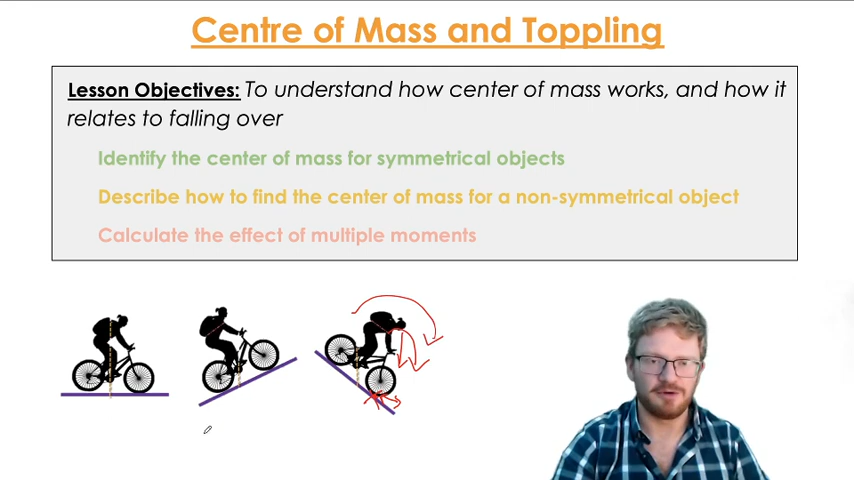 Centre of Mass and Toppling
Lesson Objectives: To understand how center of mass works, and how it
relates to falling over
Identify the center of mass for symmetrical objects
Describe how to find the center of mass for a non-symmetrical object
Calculate the effect of multiple moments